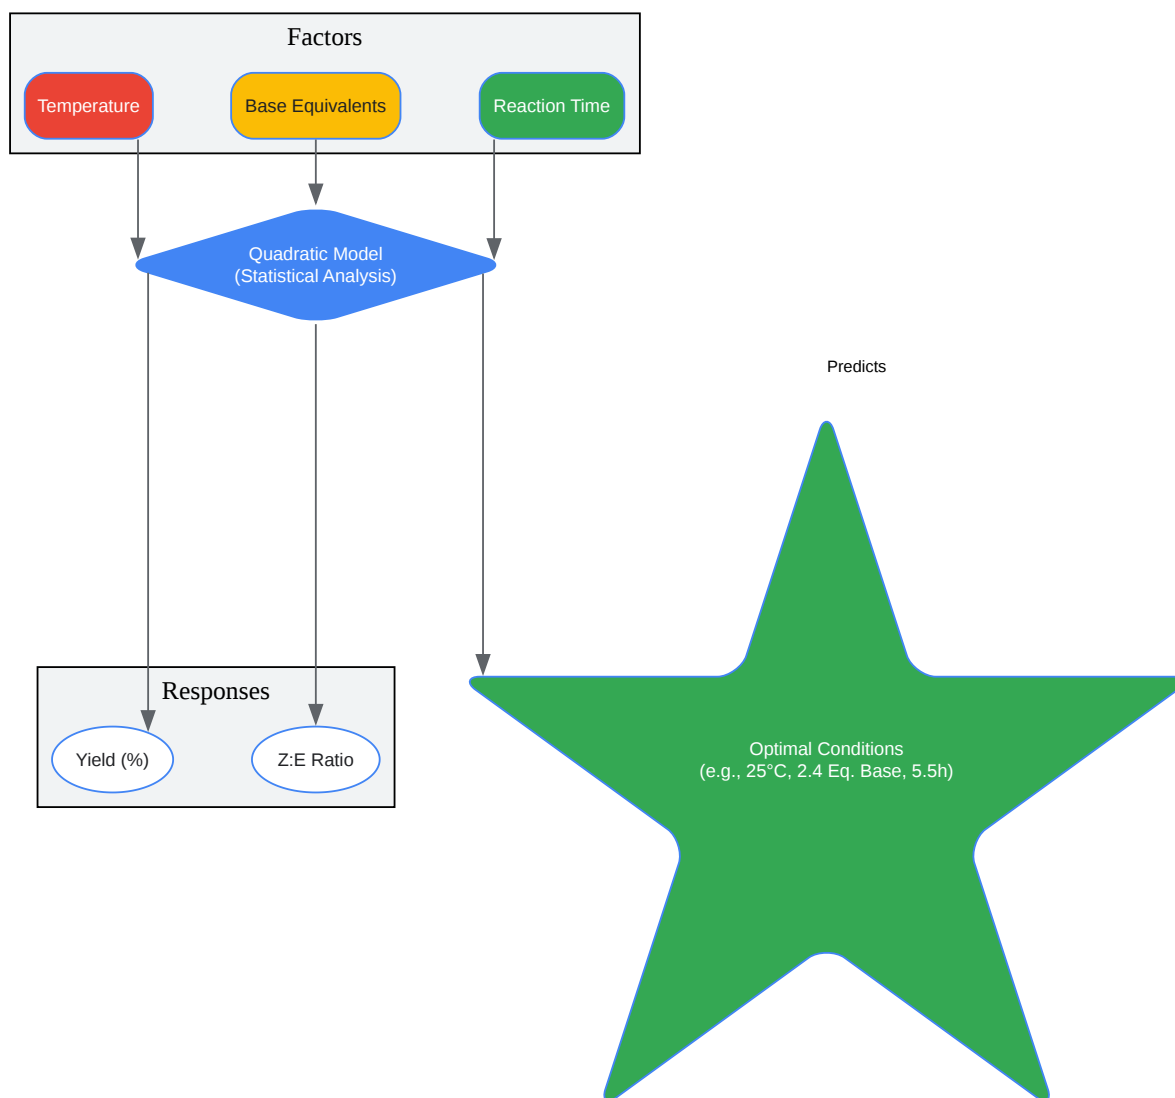 Factors
Temperature
Base Equivalents
Reaction Time
Quadratic Model
(Statistical Analysis)
Predicts
Responses
Yield (%)
Z:E Ratio
Optimal Conditions
(e.g., 25°C, 2.4 Eq. Base, 5.5h)